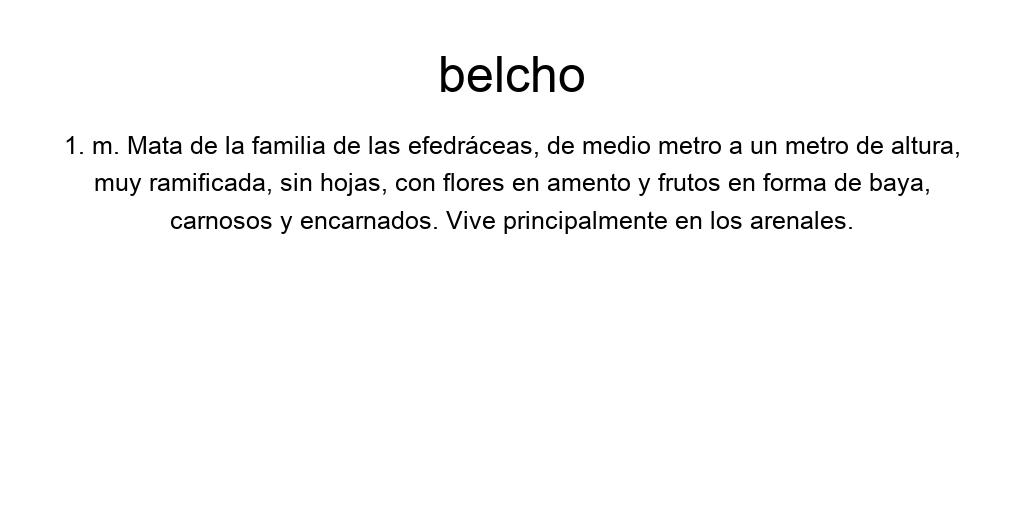 belcho
1. m. Mata de la familia de las efedráceas, de medio metro a un metro de altura,
muy ramificada, sin hojas, con flores en amento y frutos en forma de baya,
carnosos y encarnados. Vive principalmente en los arenales.